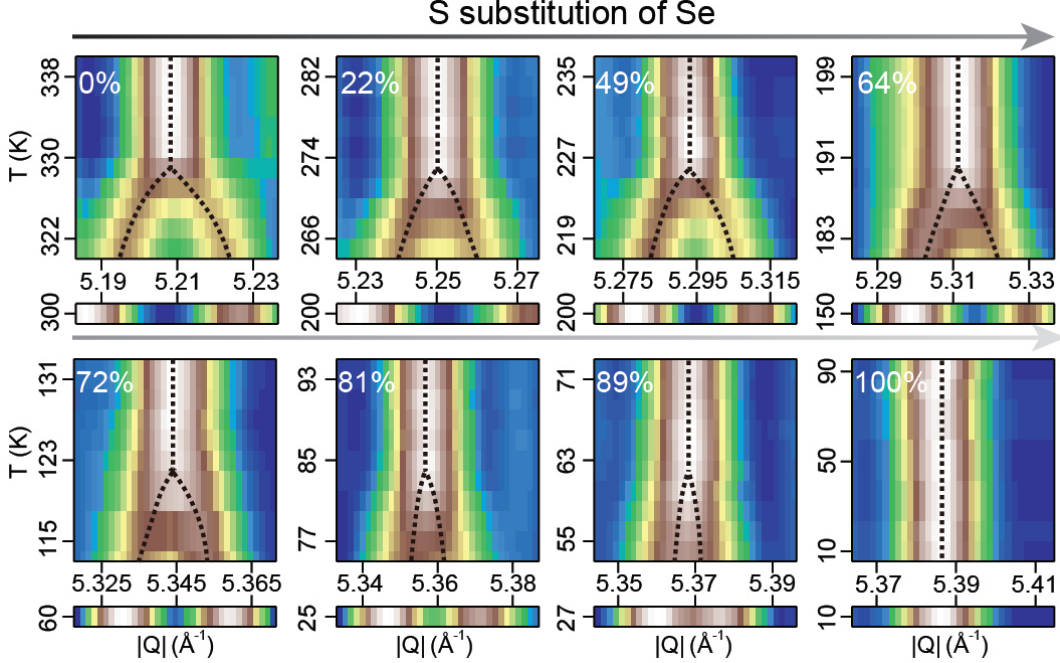 S substitution of Se
0% 22% 49% 64%
T (K)
338 330 322
282 274 266
235 227 219
199 191 183
5.19 5.21 5.23
5.23 5.25 5.27
5.275 5.295 5.315
5.29 5.31 5.33
300 200 200 150
72% 81% 89% 100%
T (K)
131 123 115
93 85 77
71 63 55
90 50 10
5.325 5.345 5.365
5.34 5.36 5.38
5.35 5.37 5.39
5.37 5.39 5.41
60 25 27 10
|Q| (Å⁻¹) |Q| (Å⁻¹) |Q| (Å⁻¹) |Q| (Å⁻¹)